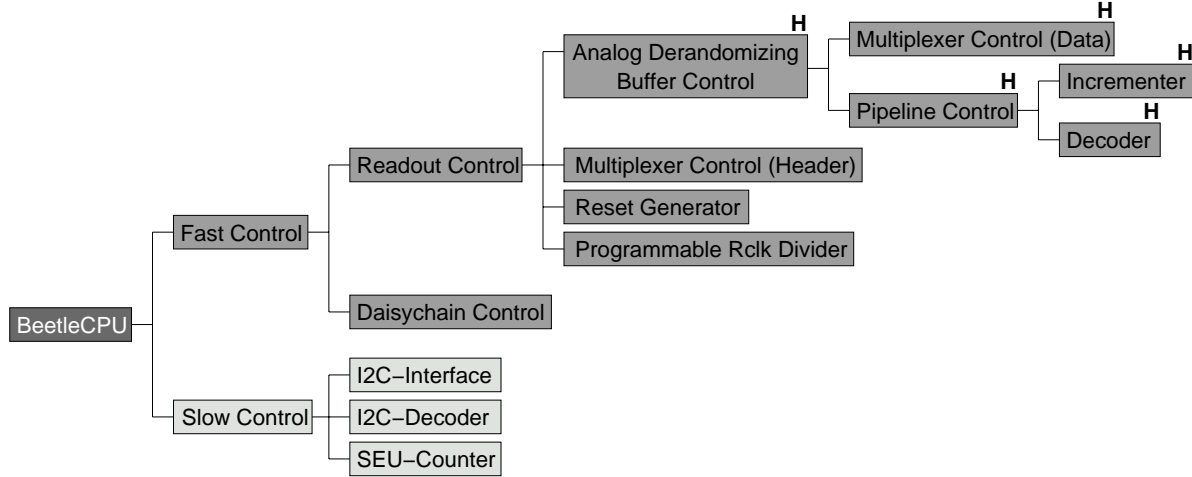 H
H
Analog Derandomizing
Buffer Control
Multiplexer Control (Data)
H
H
Incrementer
Pipeline Control
H
Decoder
Readout Control
Multiplexer Control (Header)
Reset Generator
Fast Control
Programmable Rclk Divider
Daisychain Control
BeetleCPU
I2C−Interface
Slow Control
I2C−Decoder
SEU−Counter